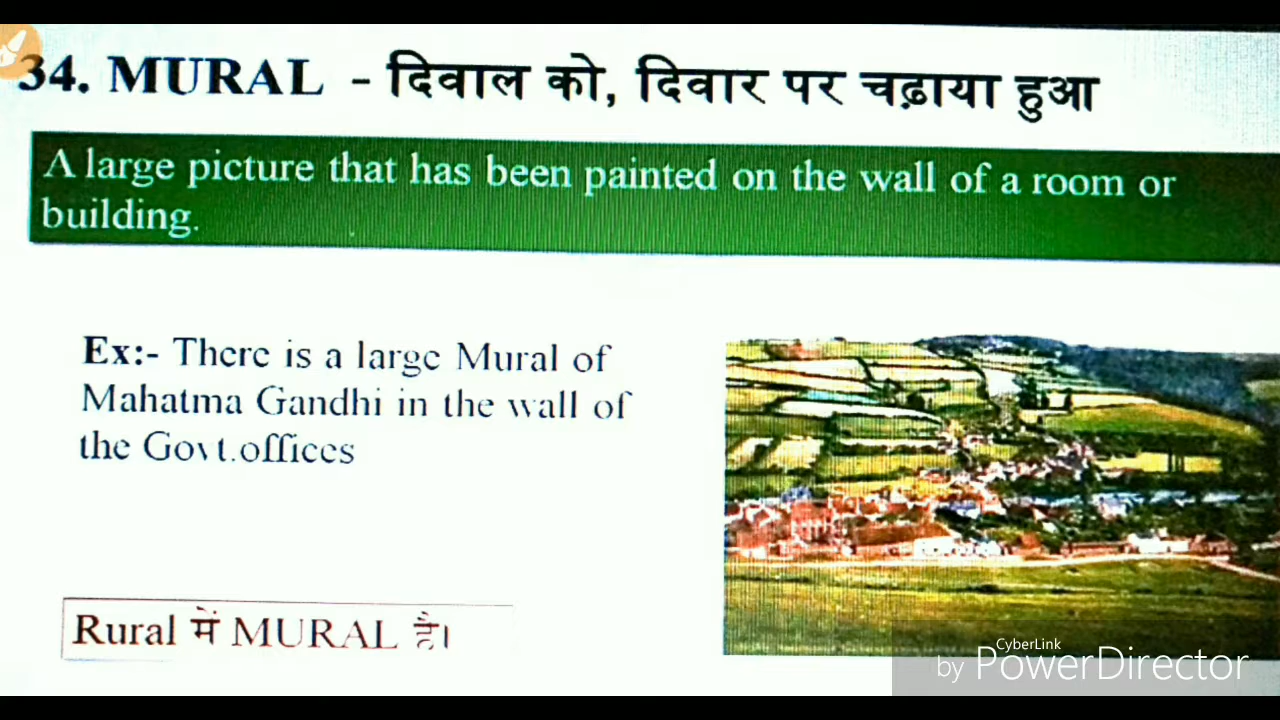 34. MURAL - दिवाल को, दिवार पर चढ़ाया हुआ
A large picture that has been painted on the wall of a room or
building.
Ex:- There is a large Mural of
Mahatma Gandhi in the wall of
the Govt.offices
Rural में MURAL है।
CyberLink
by PowerDirector